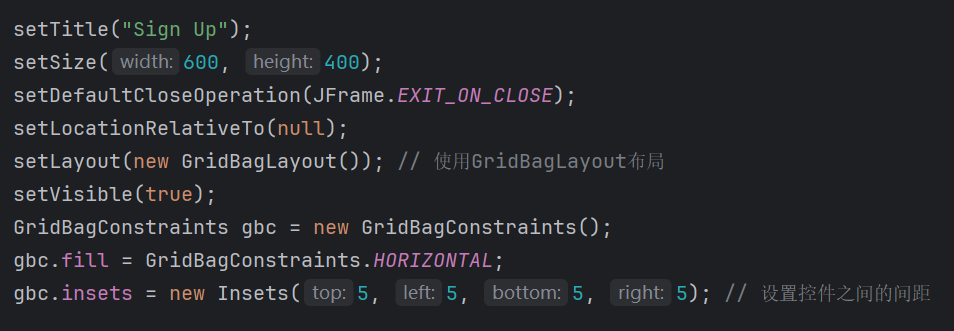 setTitle("Sign Up");
setSize( width: 600, height: 400);
setDefaultCloseOperation(JFrame.EXIT_ON_CLOSE);
setLocationRelativeTo(null);
setLayout(new GridBagLayout()); // 使用GridBagLayout布局
setVisible(true);
GridBagConstraints gbc = new GridBagConstraints();
gbc.fill = GridBagConstraints.HORIZONTAL;
gbc.insets = new Insets( top: 5, left: 5, bottom: 5, right: 5); // 设置控件之间的间距